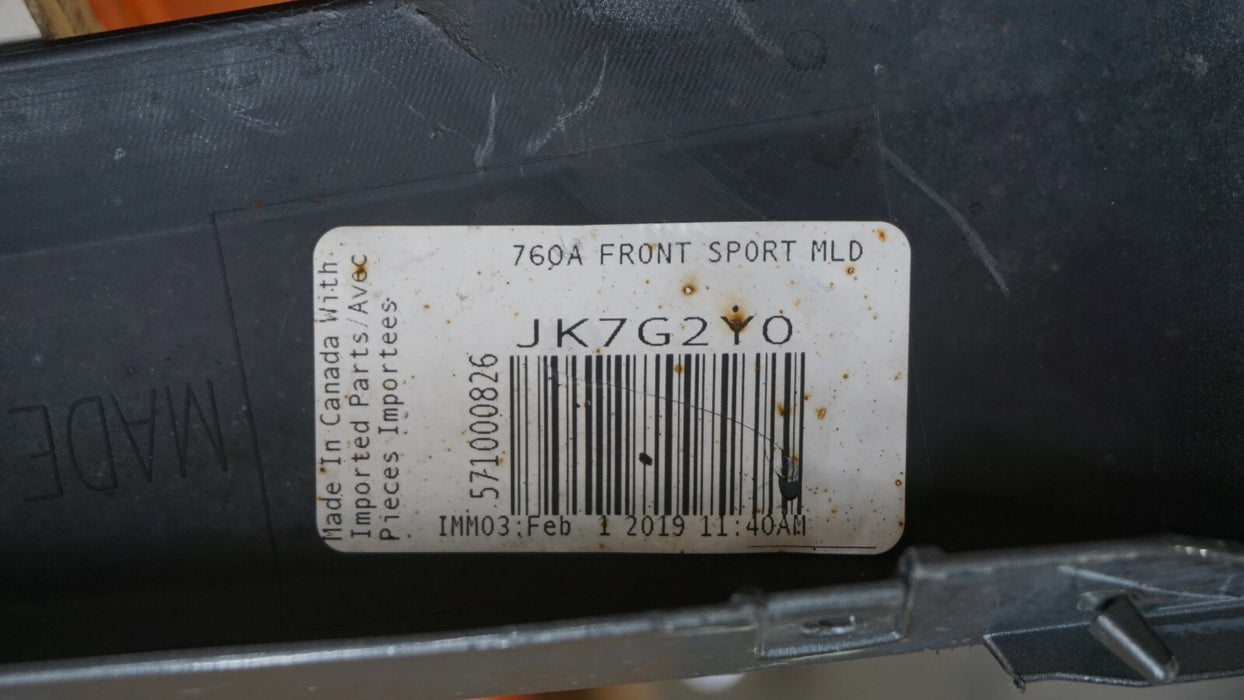 760A FRONT SPORT MLD
JK7G2Y0
571000826
IMM03:Feb 1 2019 11:40AM
Made In Canada With
Imported Parts/Avec
Pieces Importees
MADE